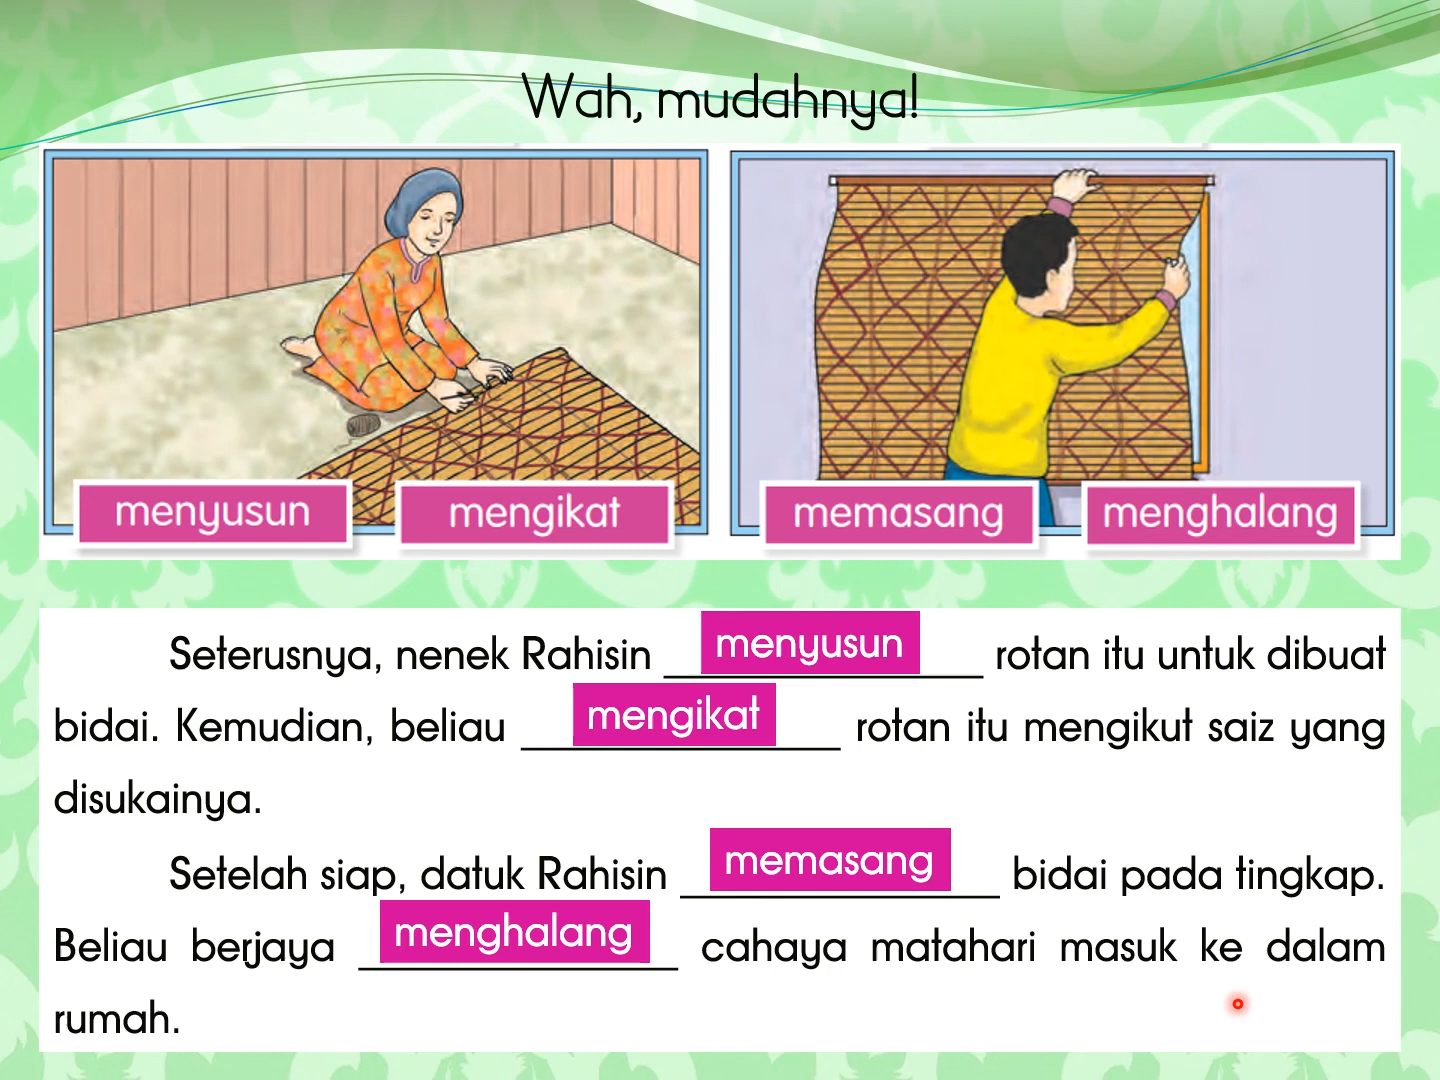 Wah, mudahnya!
menyusun mengikat memasang menghalang
Seterusnya, nenek Rahisin menyusun rotan itu untuk dibuat
bidai. Kemudian, beliau mengikat rotan itu mengikut saiz yang
disukainya.
Setelah siap, datuk Rahisin memasang bidai pada tingkap.
Beliau berjaya menghalang cahaya matahari masuk ke dalam
rumah.